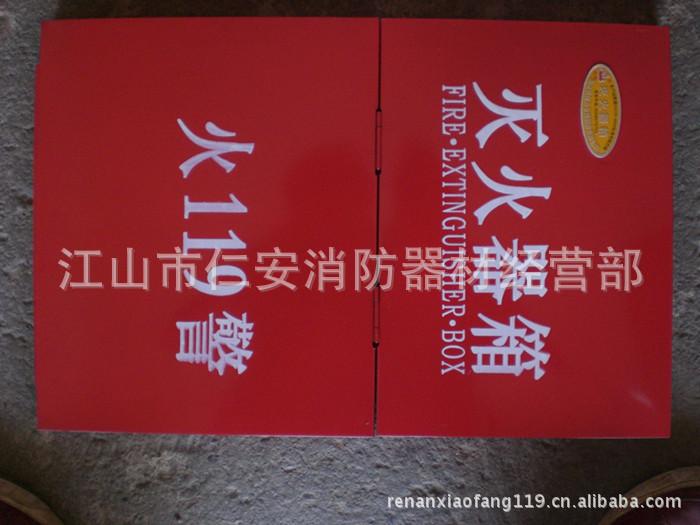 灭火器箱
FIRE·EXTINGUISHER·BOX
火119警
江山市仁安消防器材经营部
renanxiaofang119.cn.alibaba.com